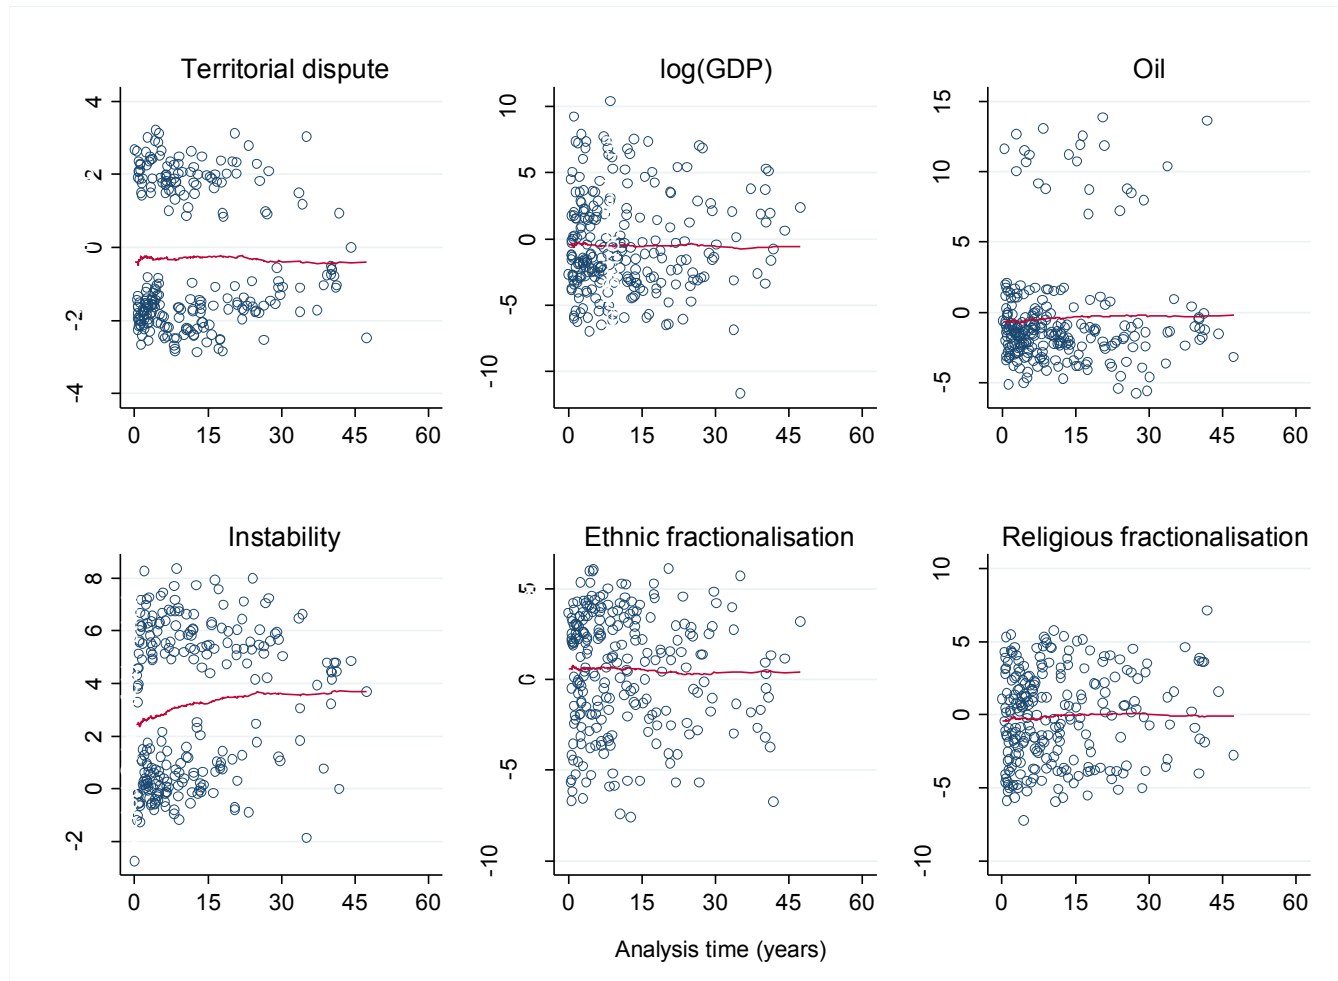 Territorial dispute
4
2
0
-2
-4
0 15 30 45 60
log(GDP)
10
5
0
-5
-10
0 15 30 45 60
Oil
15
10
5
0
-5
0 15 30 45 60
Instability
8
6
4
2
0
-2
0 15 30 45 60
Ethnic fractionalisation
5
0
-5
-10
0 15 30 45 60
Religious fractionalisation
10
5
0
-5
-10
0 15 30 45 60
Analysis time (years)